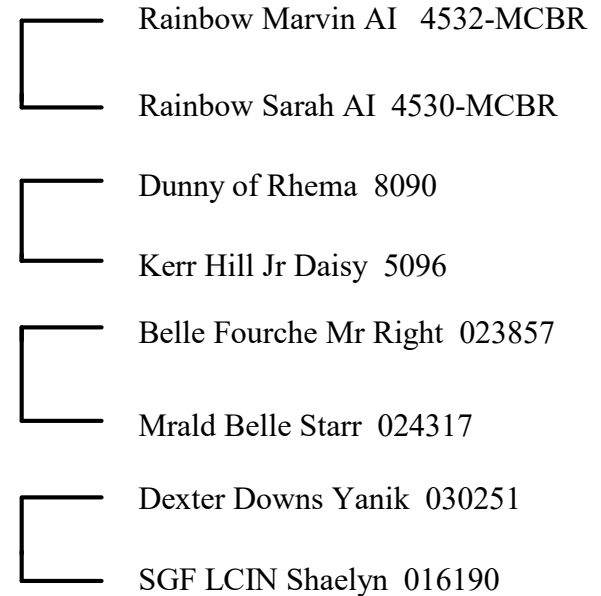 Rainbow Marvin AI 4532-MCBR
Rainbow Sarah AI 4530-MCBR
Dunny of Rhema 8090
Kerr Hill Jr Daisy 5096
Belle Fourche Mr Right 023857
Mrald Belle Starr 024317
Dexter Downs Yanik 030251
SGF LCIN Shaelyn 016190